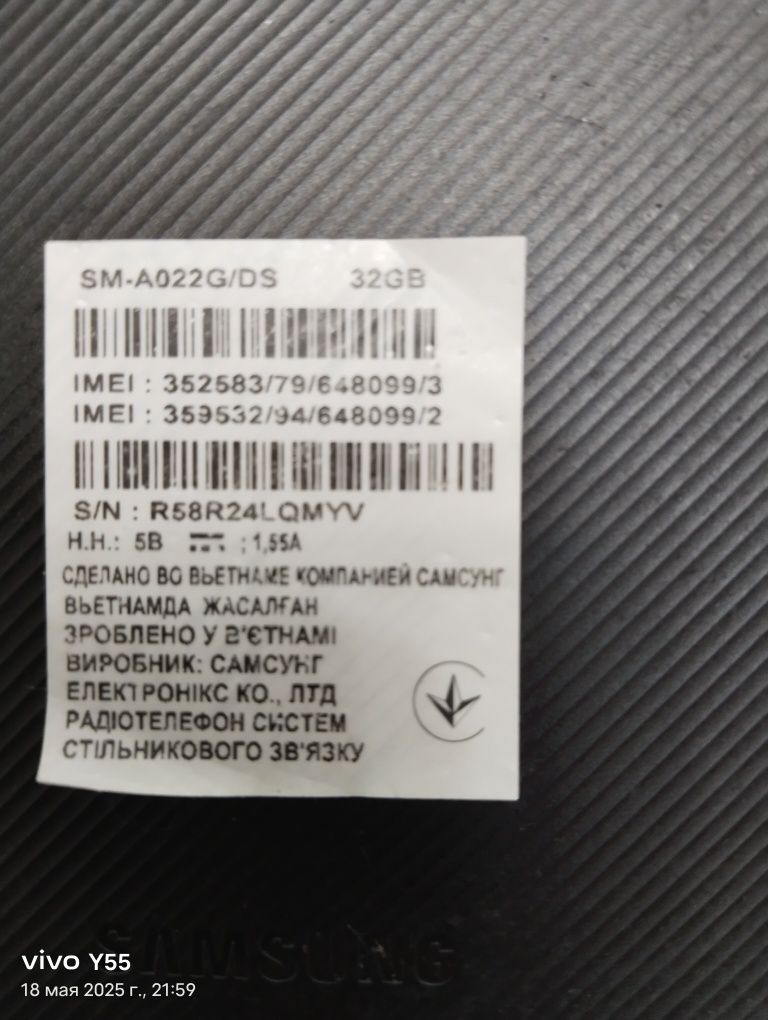 SM-A022G/DS 32GB
IMEI : 352583/79/648099/3
IMEI : 359532/94/648099/2
S/N : R58R24LQMYV
Н.Н.: 5В ; 1,55А
СДЕЛАНО ВО ВЬЕТНАМЕ КОМПАНИЕЙ САМСУНГ
ВЬЕТНАМДА ЖАСАЛҒАН
ЗРОБЛЕНО У В'ЄТНАМІ
ВИРОБНИК: САМСУНГ
ЕЛЕКТРОНІКС КО., ЛТД
РАДІОТЕЛЕФОН СИСТЕМ
СТІЛЬНИКОВОГО ЗВ'ЯЗКУ
SAMSUNG
vivo Y55
18 мая 2025 г., 21:59